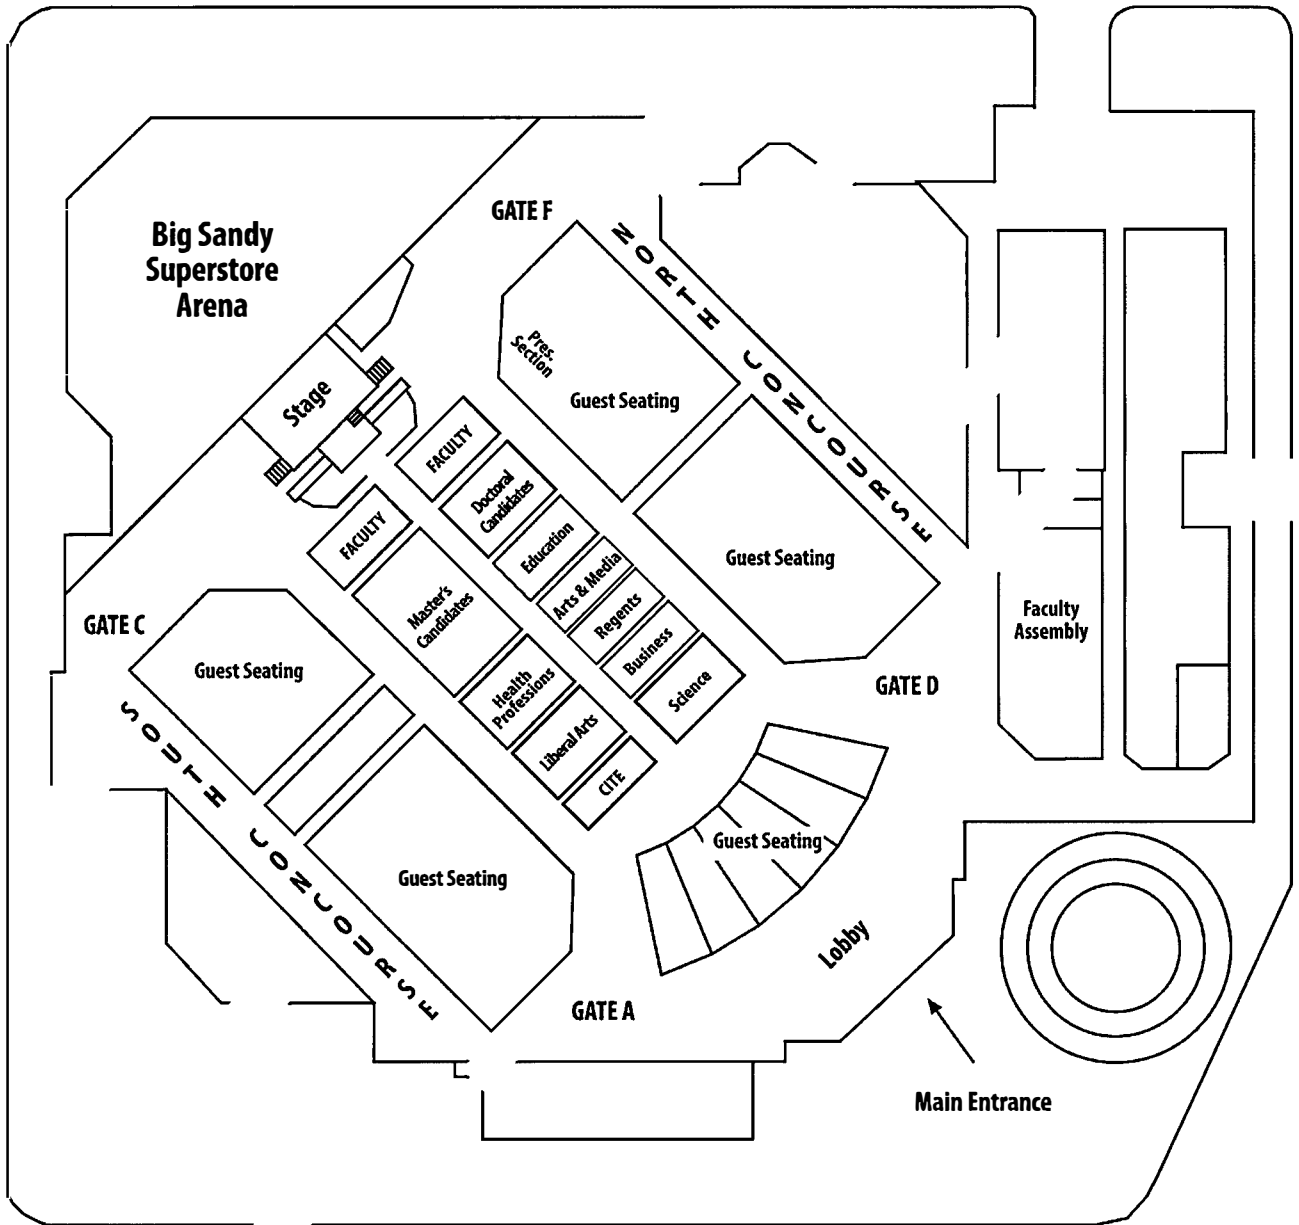 GATE F
NORTH CONCOURSE
Big Sandy
Superstore
Arena
Pres.
Section
Guest Seating
Stage
FACULTY
Doctoral
Candidates
Education
Arts & Media
Regents
Business
Science
Guest Seating
FACULTY
Master's
Candidates
Health
Professions
Liberal Arts
CITE
Faculty
Assembly
GATE C
Guest Seating
GATE D
SOUTH CONCOURSE
Guest Seating
Guest Seating
Lobby
GATE A
Main Entrance